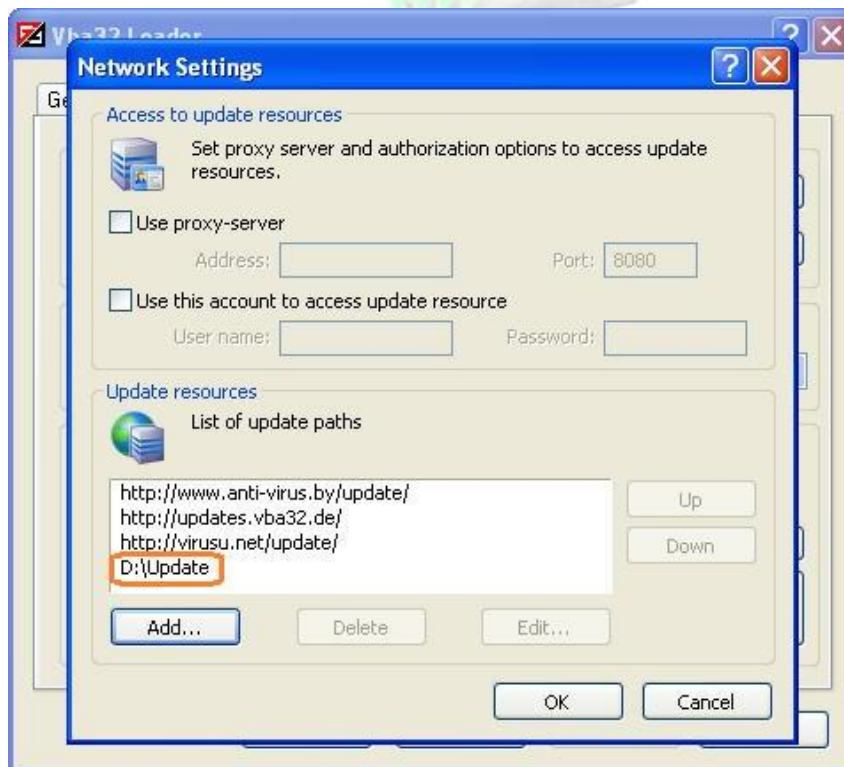 Vba32 Loader
Network Settings
Ge
Access to update resources
Set proxy server and authorization options to access update
resources.
Use proxy-server
Address:
Port: 8080
Use this account to access update resource
User name:
Password:
Update resources
List of update paths
http://www.anti-virus.by/update/
http://updates.vba32.de/
http://virusu.net/update/
D:\Update
Up
Down
Add...
Delete
Edit...
OK
Cancel